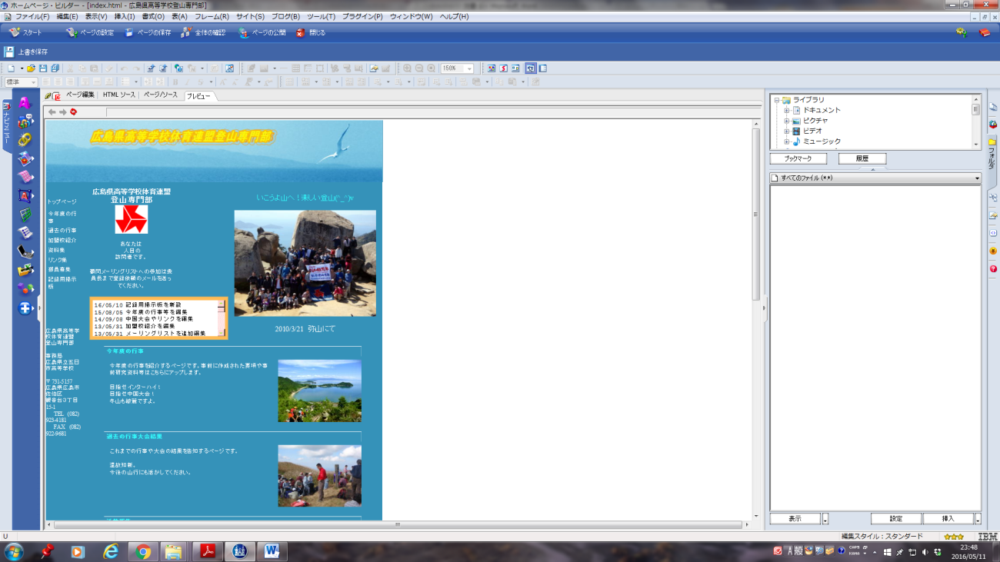 ホームページ・ビルダー - [index.html - 広島県高等学校登山専門部]
ファイル(F) 編集(E) 表示(V) 挿入(I) 書式(O) 表(A) フレーム(R) サイト(S) ブログ(B) ツール(T) プラグイン(P) ウィンドウ(W) ヘルプ(H)
スタート ページの設定 ページの保存 全体の確認 ページの公開 閉じる
上書き保存
150%
標準
ページ編集 HTML ソース ページ/ソース プレビュー
ナビメニュー
広島県高等学校体育連盟登山専門部
広島県高等学校体育連盟
登山専門部
トップページ
今年度の行
事
過去の行事
加盟校紹介
資料集
リンク集
部員募集
記録用掲示
板
あなたは
人目の
訪問者です。
顧問メーリングリストへの参加は委
員長まで登録依頼のメールを送っ
てください。
16/05/10 記録用掲示板を新設
15/08/05 今年度の行事等を編集
14/09/08 中国大会やリンクを編集
13/05/31 加盟校紹介を編集
13/05/31 メーリングリストを追加編集
いこうよ山へ！楽しい登山(^_^)v
2010/3/21 弥山にて
広島県高等学
校体育連盟
登山専門部
事務局
広島県立五日
市高等学校
〒731-5157
広島県広島市
佐伯区
観音台3丁目
15-1
TEL (082)
923-4181
FAX (082)
922-9681
今年度の行事
今年度の行事を紹介するページです。事前に作成された要項や事
前研究資料等はこちらにアップします。
目指せインターハイ！
目指せ中国大会！
冬山も綺麗ですよ。
過去の行事大会結果
これまでの行事や大会の結果を告知するページです。
温故知新。
今後の山行にも活かしてください。
ライブラリ
ドキュメント
ピクチャ
ビデオ
ミュージック
ブックマーク 履歴
すべてのファイル (*.*)
フォルダ
表示 設定 挿入
U
編集スタイル : スタンダード
IBM
A 般
CAPS
KANA
23:48
2016/05/11